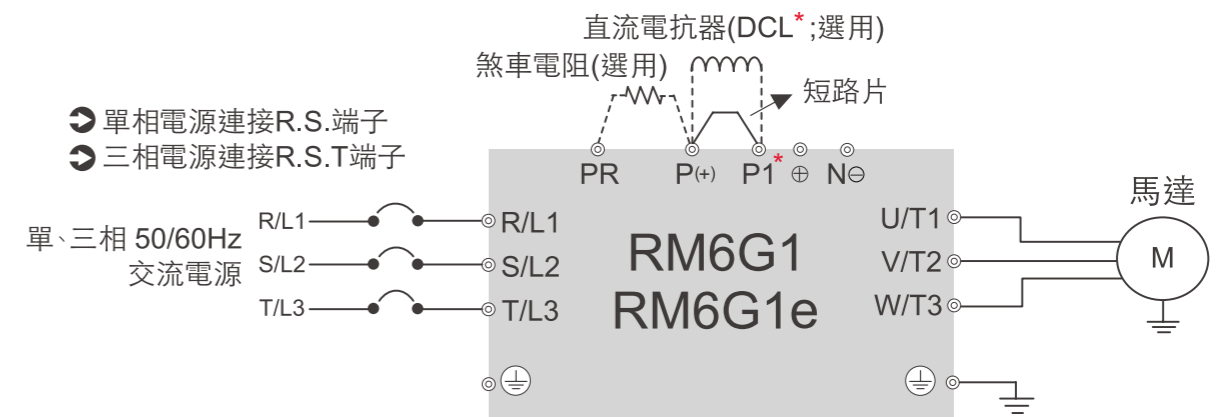 直流電抗器(DCL*;選用)
煞車電阻(選用)
短路片
單相電源連接R.S.端子
三相電源連接R.S.T端子
PR P(+) P1* ⊕ N⊖
馬達
單、三相 50/60Hz
交流電源
R/L1 R/L1 U/T1
S/L2 S/L2 V/T2
T/L3 T/L3 W/T3
RM6G1
RM6G1e
M